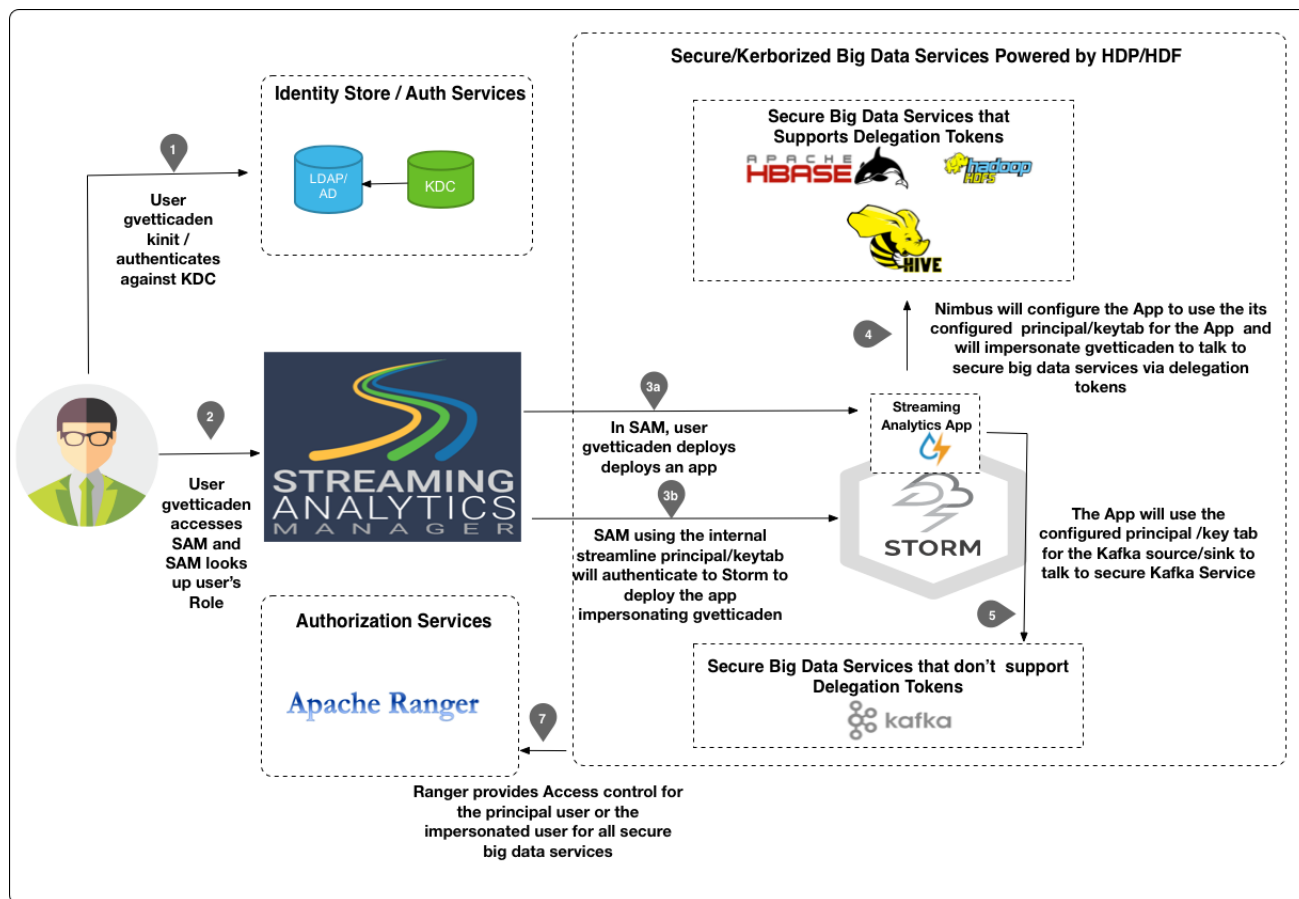 Secure/Kerborized Big Data Services Powered by HDP/HDF
Identity Store / Auth Services
LDAP/
AD
KDC
1
User
gvetticaden
kinit /
authenticates
against KDC
Secure Big Data Services that
Supports Delegation Tokens
APACHE
HBASE
hadoop
HDFS
HIVE
4
Nimbus will configure the App to use the its
configured principal/keytab for the App and
will impersonate gvetticaden to talk to
secure big data services via delegation
tokens
2
User
gvetticaden
accesses
SAM and
SAM looks
up user's
Role
STREAMING
ANALYTICS
MANAGER
3a
In SAM, user
gvetticaden deploys
deploys an app
3b
SAM using the internal
streamline principal/keytab
will authenticate to Storm to
deploy the app
impersonating gvetticaden
Streaming
Analytics App
STORM
The App will use the
configured principal /key tab
for the Kafka source/sink to
talk to secure Kafka Service
5
Authorization Services
Apache Ranger
Secure Big Data Services that don't support
Delegation Tokens
kafka
7
Ranger provides Access control for
the principal user or the
impersonated user for all secure
big data services